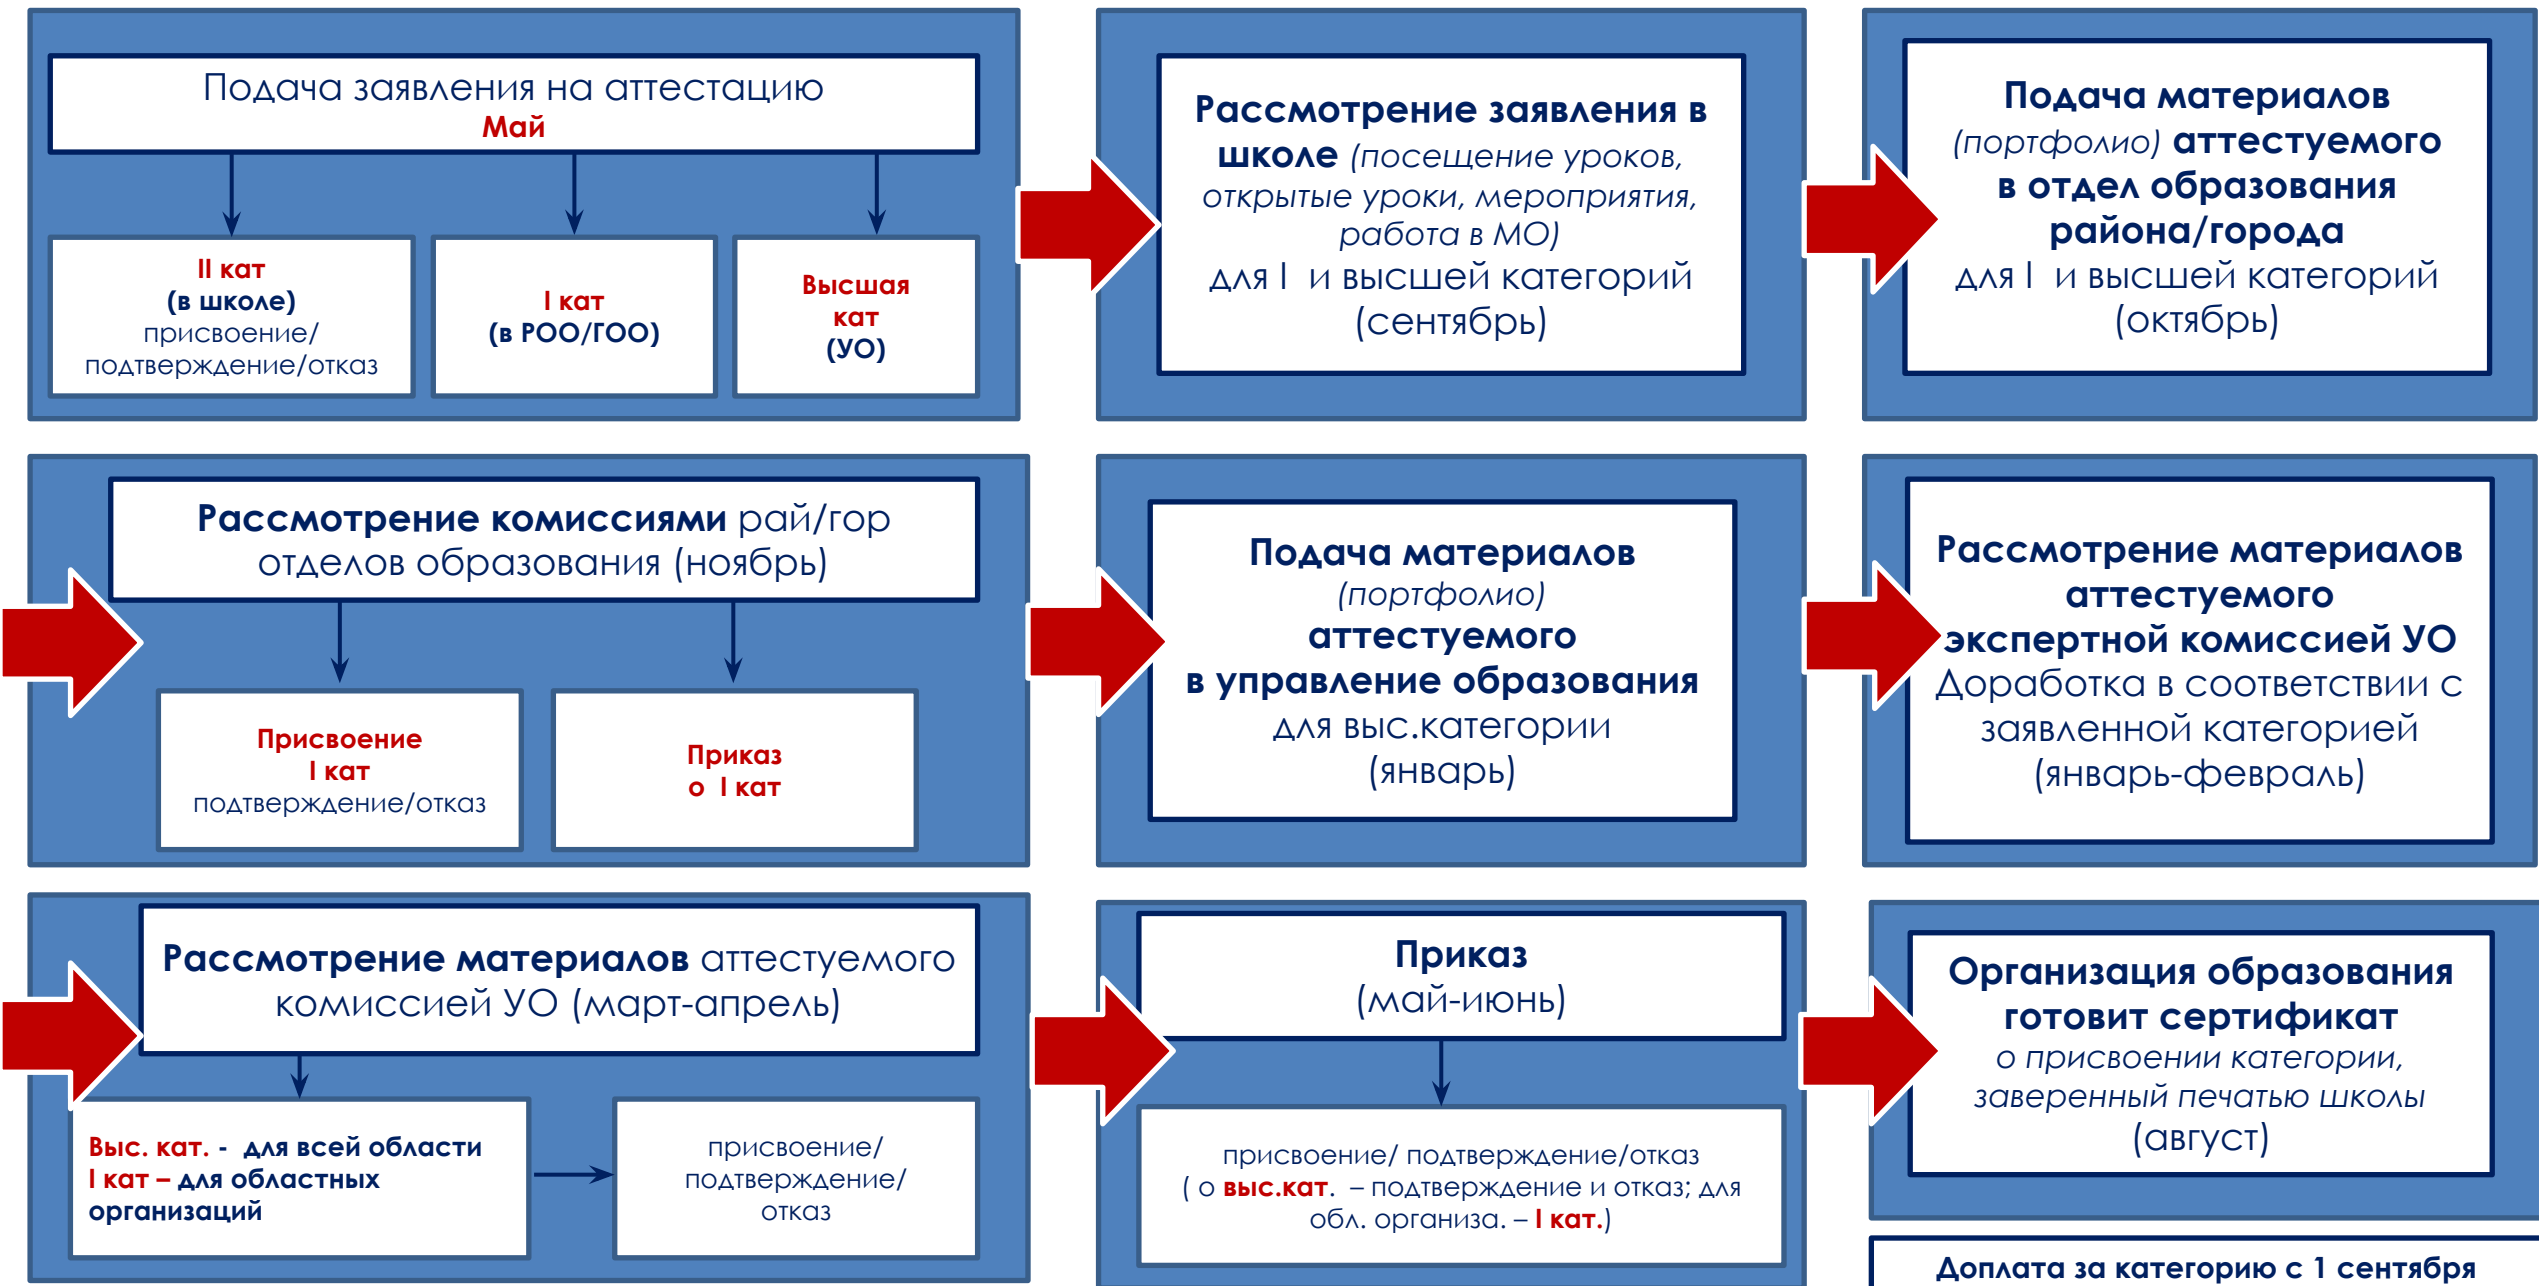 Подача заявления на аттестацию
Май
II кат
(в школе)
присвоение/
подтверждение/отказ
I кат
(в РОО/ГОО)
Высшая
кат
(УО)
Рассмотрение заявления в
школе (посещение уроков,
открытые уроки, мероприятия,
работа в МО)
для I и высшей категорий
(сентябрь)
Подача материалов
(портфолио) аттестуемого
в отдел образования
района/города
для I и высшей категорий
(октябрь)
Рассмотрение комиссиями рай/гор
отделов образования (ноябрь)
Присвоение
I кат
подтверждение/отказ
Приказ
о I кат
Подача материалов
(портфолио)
аттестуемого
в управление образования
для выс.категории
(январь)
Рассмотрение материалов
аттестуемого
экспертной комиссией УО
Доработка в соответствии с
заявленной категорией
(январь-февраль)
Рассмотрение материалов аттестуемого
комиссией УО (март-апрель)
Выс. кат. - для всей области
I кат – для областных
организаций
присвоение/
подтверждение/
отказ
Приказ
(май-июнь)
присвоение/ подтверждение/отказ
( о выс.кат. – подтверждение и отказ; для
обл. организа. – I кат.)
Организация образования
готовит сертификат
о присвоении категории,
заверенный печатью школы
(август)
Доплата за категорию с 1 сентября